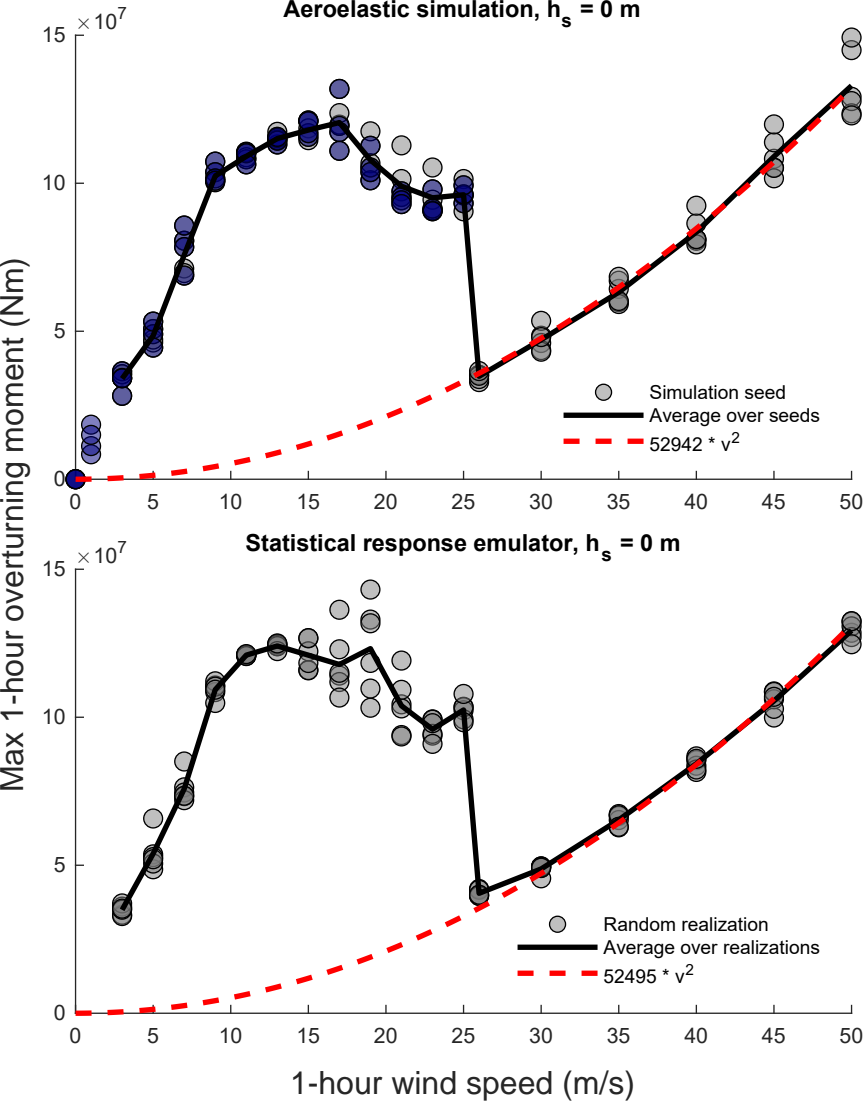 Aeroelastic simulation, h_s = 0 m
×10^7
15
10
5
0
0 5 10 15 20 25 30 35 40 45 50
Simulation seed
Average over seeds
52942 * v^2
Max 1-hour overturning moment (Nm)
Statistical response emulator, h_s = 0 m
×10^7
15
10
5
0
0 5 10 15 20 25 30 35 40 45 50
Random realization
Average over realizations
52495 * v^2
1-hour wind speed (m/s)